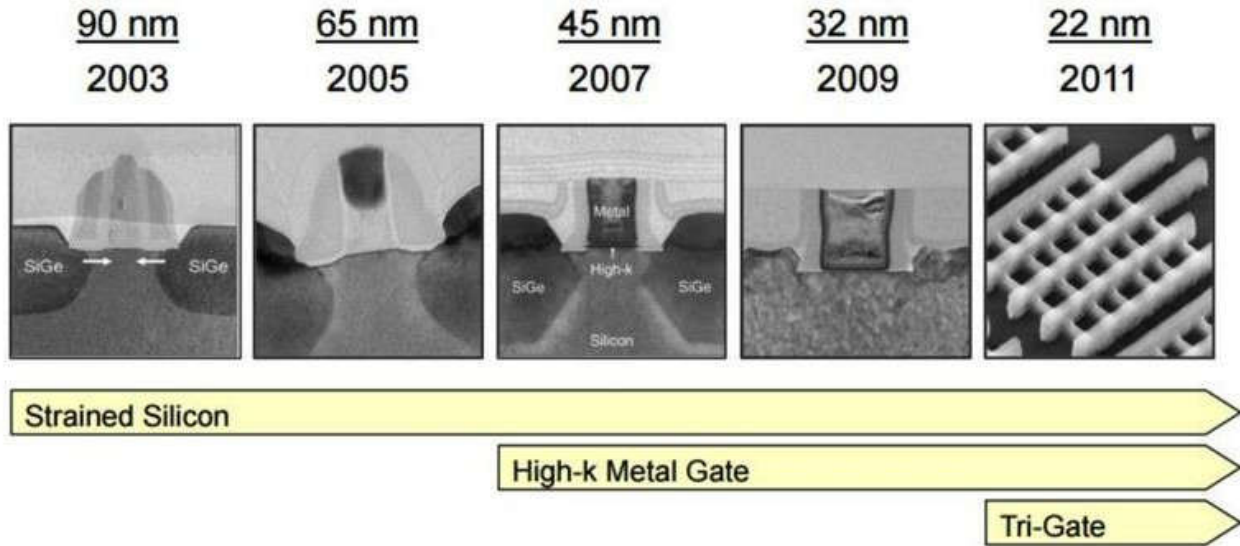 90 nm 65 nm 45 nm 32 nm 22 nm
2003 2005 2007 2009 2011
SiGe SiGe
Metal
High-k
SiGe SiGe
Silicon
Strained Silicon
High-k Metal Gate
Tri-Gate